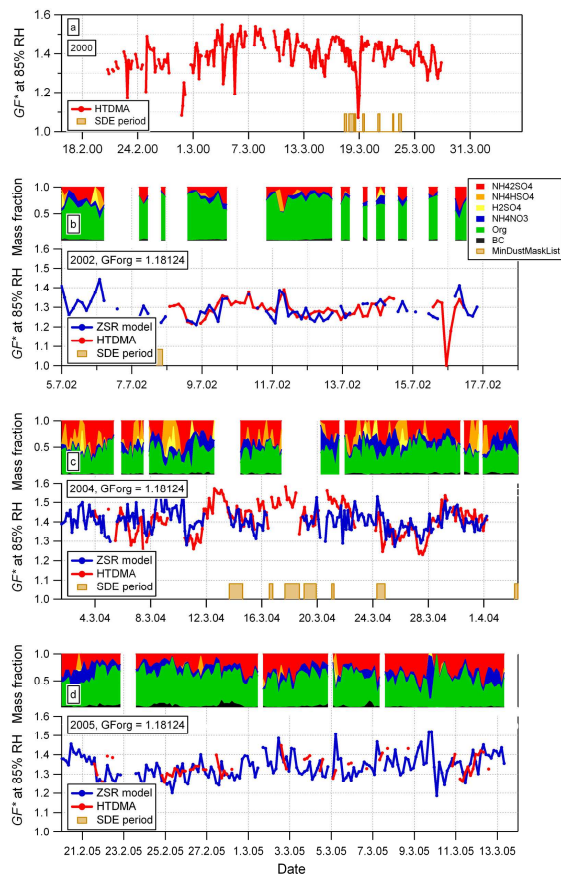 a
2000
GF* at 85% RH
1.6
1.5
1.4
1.3
1.2
1.1
1.0
HTDMA
SDE period
18.2.00 24.2.00 1.3.00 7.3.00 13.3.00 19.3.00 25.3.00 31.3.00
NH42SO4
NH4HSO4
H2SO4
NH4NO3
Org
BC
MinDustMaskList
Mass fraction
1.0
0.5
b
2002, GForg = 1.18124
GF* at 85% RH
1.6
1.5
1.4
1.3
1.2
1.1
1.0
ZSR model
HTDMA
SDE period
5.7.02 7.7.02 9.7.02 11.7.02 13.7.02 15.7.02 17.7.02
Mass fraction
1.0
0.5
c
2004, GForg = 1.18124
GF* at 85% RH
1.6
1.5
1.4
1.3
1.2
1.1
1.0
ZSR model
HTDMA
SDE period
4.3.04 8.3.04 12.3.04 16.3.04 20.3.04 24.3.04 28.3.04 1.4.04
Mass fraction
1.0
0.5
d
2005, GForg = 1.18124
GF* at 85% RH
1.6
1.5
1.4
1.3
1.2
1.1
1.0
ZSR model
HTDMA
SDE period
21.2.05 23.2.05 25.2.05 27.2.05 1.3.05 3.3.05 5.3.05 7.3.05 9.3.05 11.3.05 13.3.05
Date